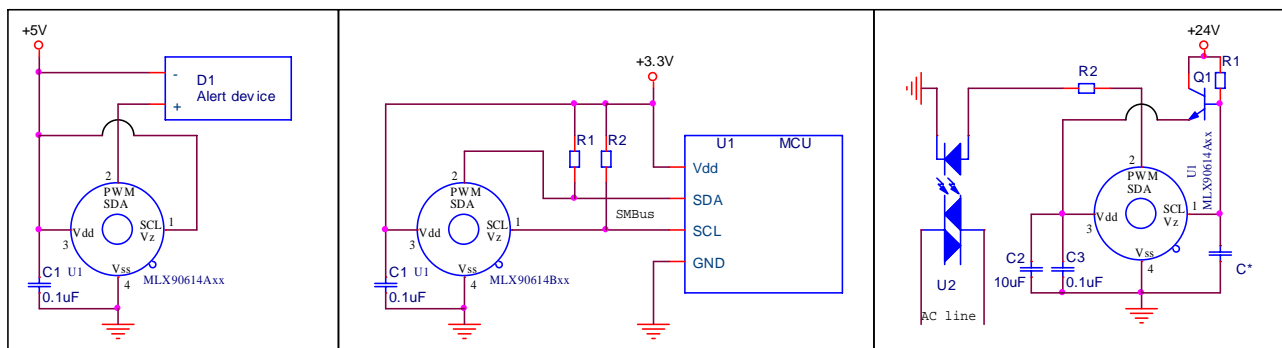 +5V
-
D1
Alert device
+
2
PWM
SDA
SCL
Vz
1
Vdd
3
Vss
4
C1
U1
0.1uF
MLX90614Axx
+3.3V
R1
R2
U1
MCU
Vdd
SDA
SCL
GND
SMBus
2
PWM
SDA
SCL
Vz
1
Vdd
3
Vss
4
C1
U1
0.1uF
MLX90614Bxx
+24V
R1
Q1
R2
U1
MLX90614Axx
2
PWM
SDA
SCL
Vz
1
Vdd
3
Vss
4
C2
10uF
C3
0.1uF
C*
U2
AC line